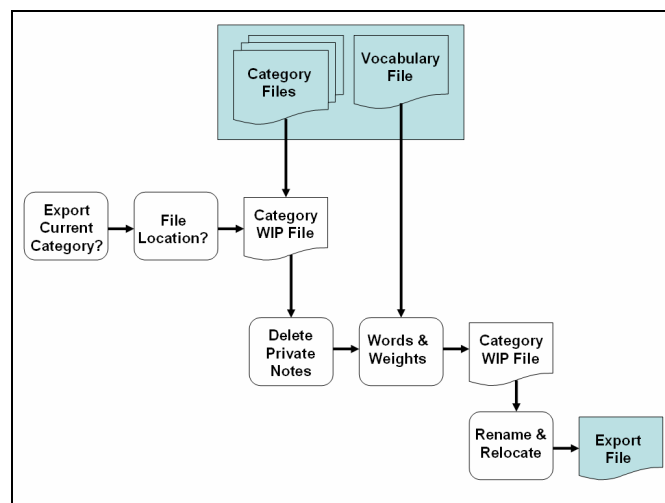 Category
Files
Vocabulary
File
Export
Current
Category?
File
Location?
Category
WIP File
Delete
Private
Notes
Words &
Weights
Category
WIP File
Rename &
Relocate
Export
File